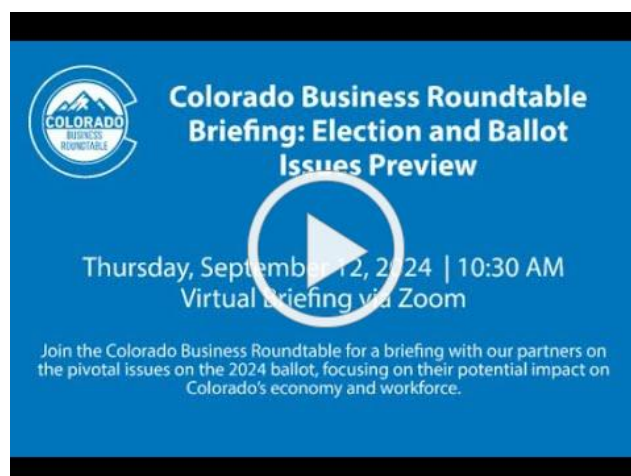 COLORADO
BUSINESS
ROUNDTABLE
Colorado Business Roundtable
Briefing: Election and Ballot
Issues Preview
Thursday, September 12, 2024 | 10:30 AM
Virtual Briefing via Zoom
Join the Colorado Business Roundtable for a briefing with our partners on
the pivotal issues on the 2024 ballot, focusing on their potential impact on
Colorado's economy and workforce.